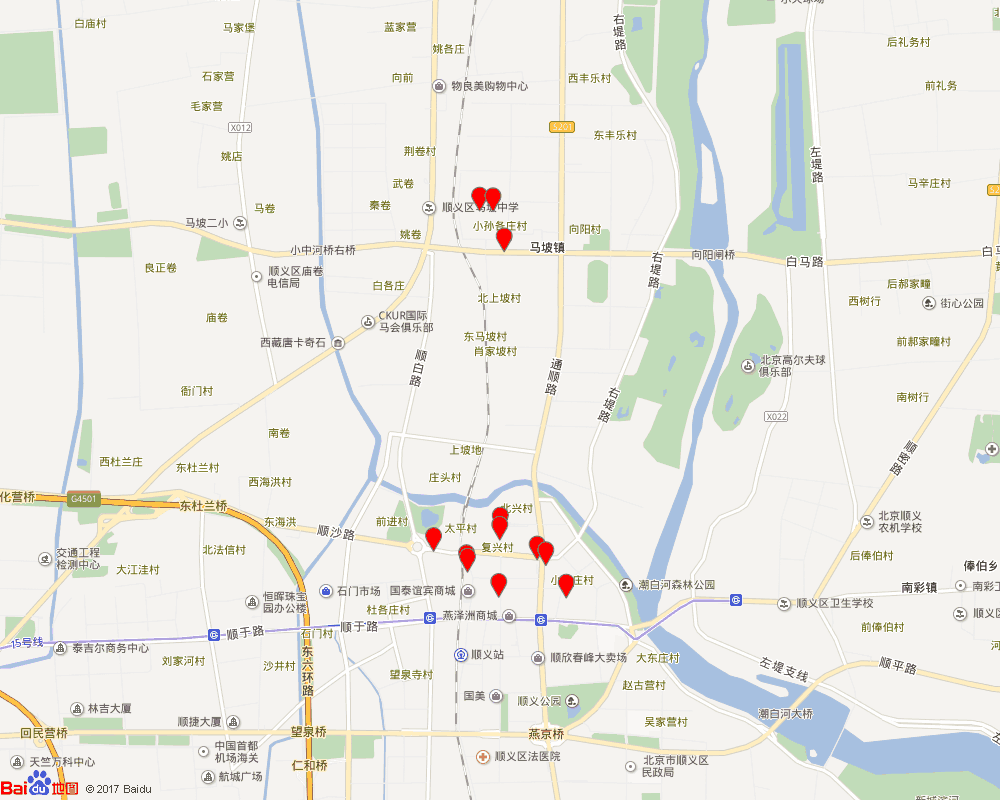 白庙村
马家堡
蓝家营
姚各庄
右堤路
后礼务村
石家营
向前
物良美购物中心
西丰乐村
前礼务
毛家营
X012
S201
东丰乐村
荆卷村
左堤路
姚店
武卷
马辛庄村
马卷
秦卷
顺义区马坡中学
马坡二小
小孙各庄村
向阳村
姚卷
马坡镇
小中河桥右桥
向阳闸桥
白马路
良正卷
顺义区庙卷
电信局
右堤路
白各庄
北上坡村
后郝家疃
西树行
街心公园
庙卷
CKUR国际
马会俱乐部
东马坡村
西藏唐卡奇石
肖家坡村
前郝家疃村
顺白路
通顺路
北京高尔夫球
俱乐部
衙门村
右堤路
南树行
X022
南卷
顺密路
上坡地
西杜兰庄
东杜兰村
庄头村
西海洪村
化营桥
G4501
东杜兰桥
北兴村
东海洪
前进村
太平村
顺沙路
北京顺义
农机学校
交通工程
检测中心
北法信村
复兴村
后俸伯村
大江洼村
俸伯乡
石门市场
国泰谊宾商城
潮白河森林公园
南彩镇
恒晖珠宝
园办公楼
杜各庄村
燕泽洲商城
顺义区卫生学校
15号线
顺于路
石门村
顺于路
前俸伯村
泰吉尔商务中心
东六环路
刘家河村
沙井村
顺义站
顺欣春峰大卖场
大东庄村
左堤支线
顺平路
望泉寺村
赵古营村
国美
顺义公园
林吉大厦
顺捷大厦
吴家营村
潮白河大桥
回民营桥
望泉桥
燕京桥
中国首都
机场海关
顺义区法医院
天竺万科中心
仁和桥
北京市顺义区
民政局
航城广场
Baidu 地图
© 2017 Baidu